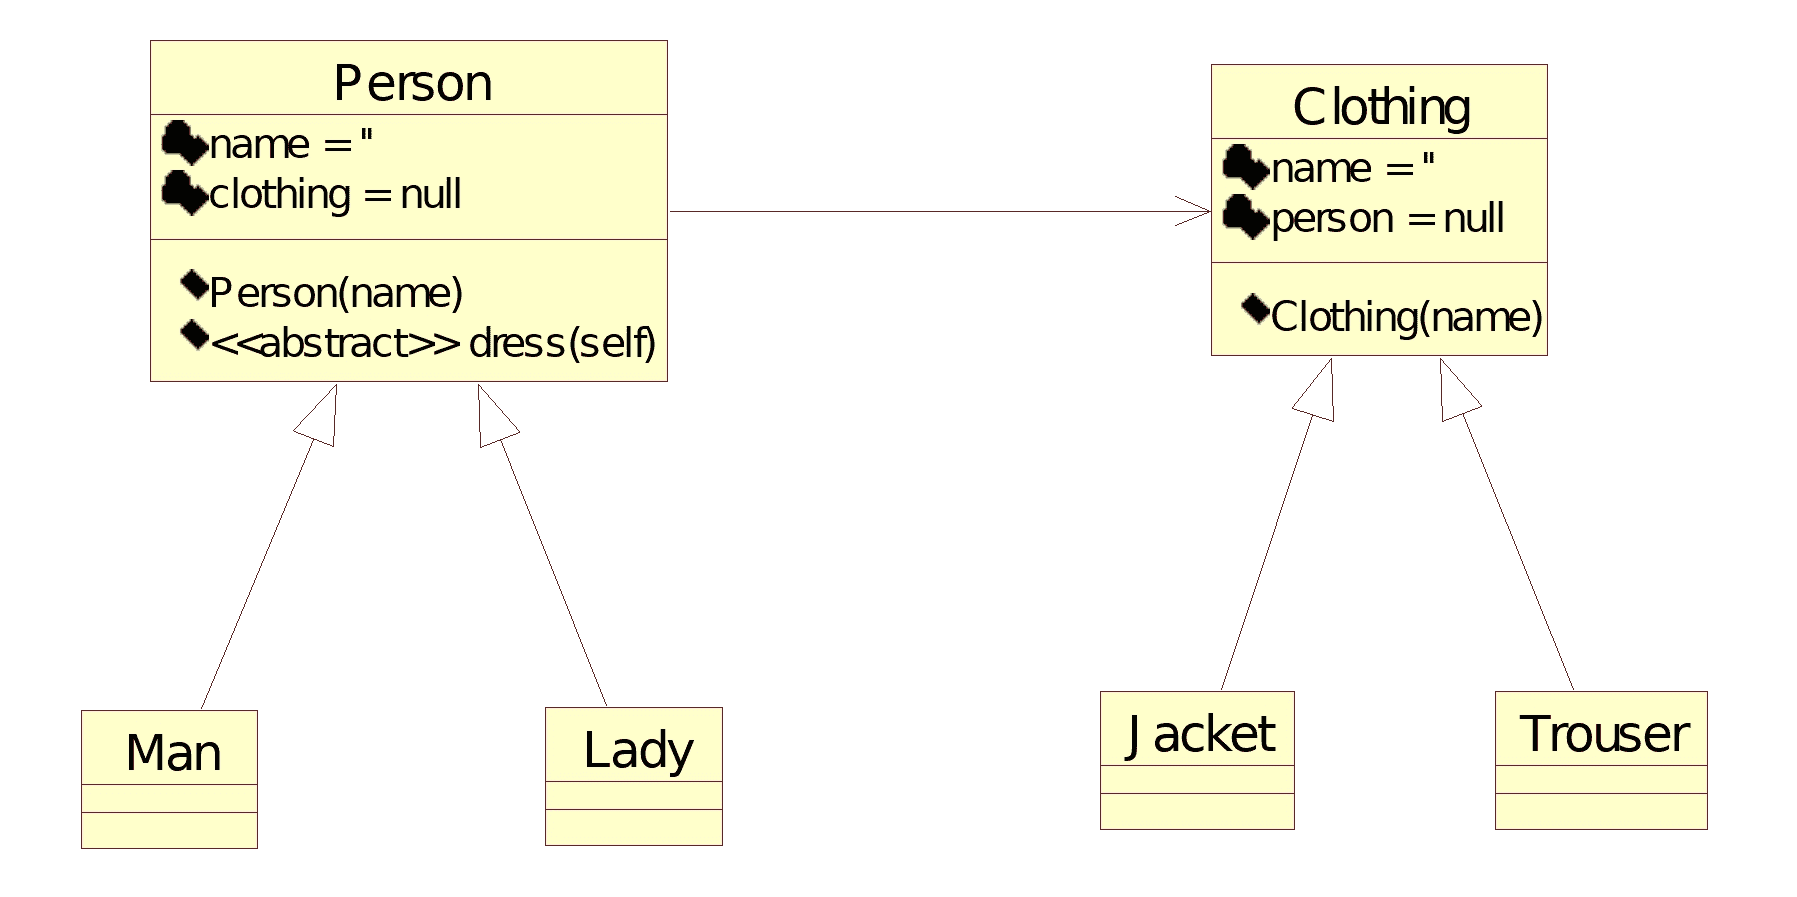 Person
name = ''
clothing = null
Person(name)
<<abstract>> dress(self)
Clothing
name = ''
person = null
Clothing(name)
Man
Lady
Jacket
Trouser